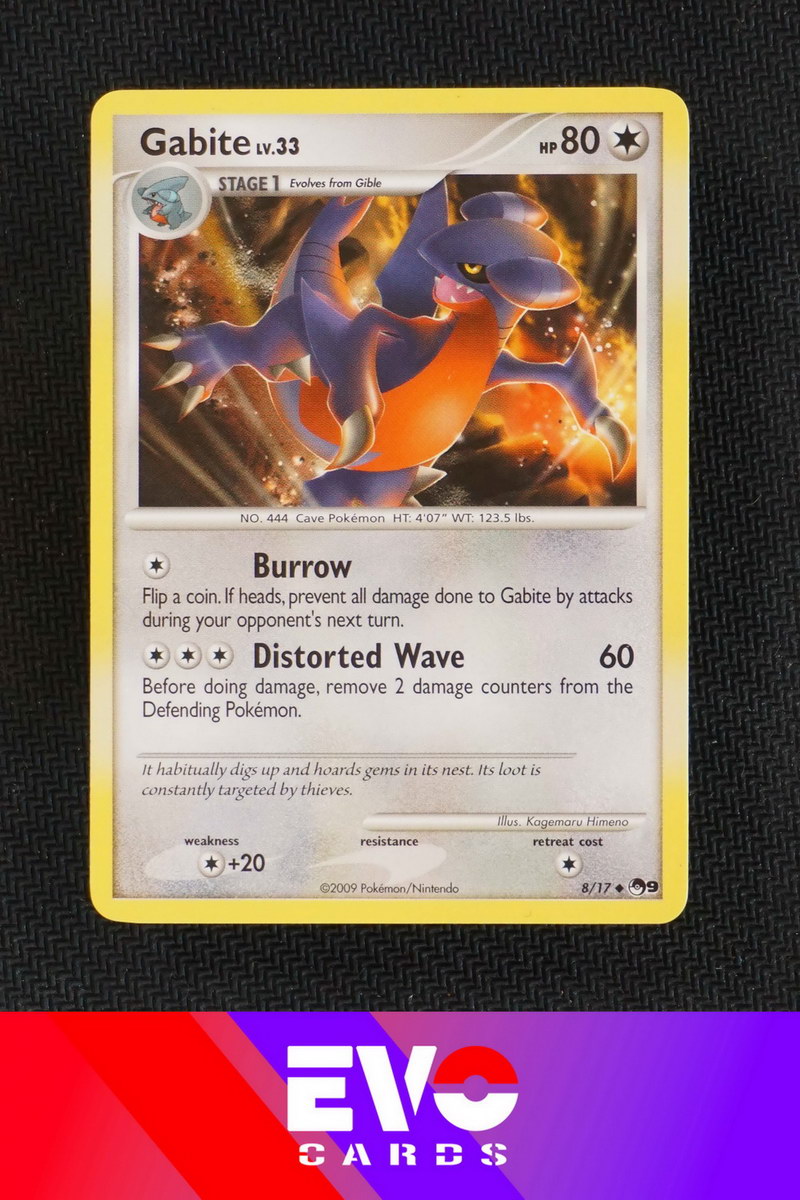 Gabite LV.33 HP 80
STAGE 1 Evolves from Gible
NO. 444 Cave Pokémon HT: 4'07" WT: 123.5 lbs.
Burrow
Flip a coin. If heads, prevent all damage done to Gabite by attacks
during your opponent's next turn.
Distorted Wave 60
Before doing damage, remove 2 damage counters from the
Defending Pokémon.
It habitually digs up and hoards gems in its nest. Its loot is
constantly targeted by thieves.
Illus. Kagemaru Himeno
weakness resistance retreat cost
+20
©2009 Pokémon/Nintendo 8/17 9
EVO
CARDS